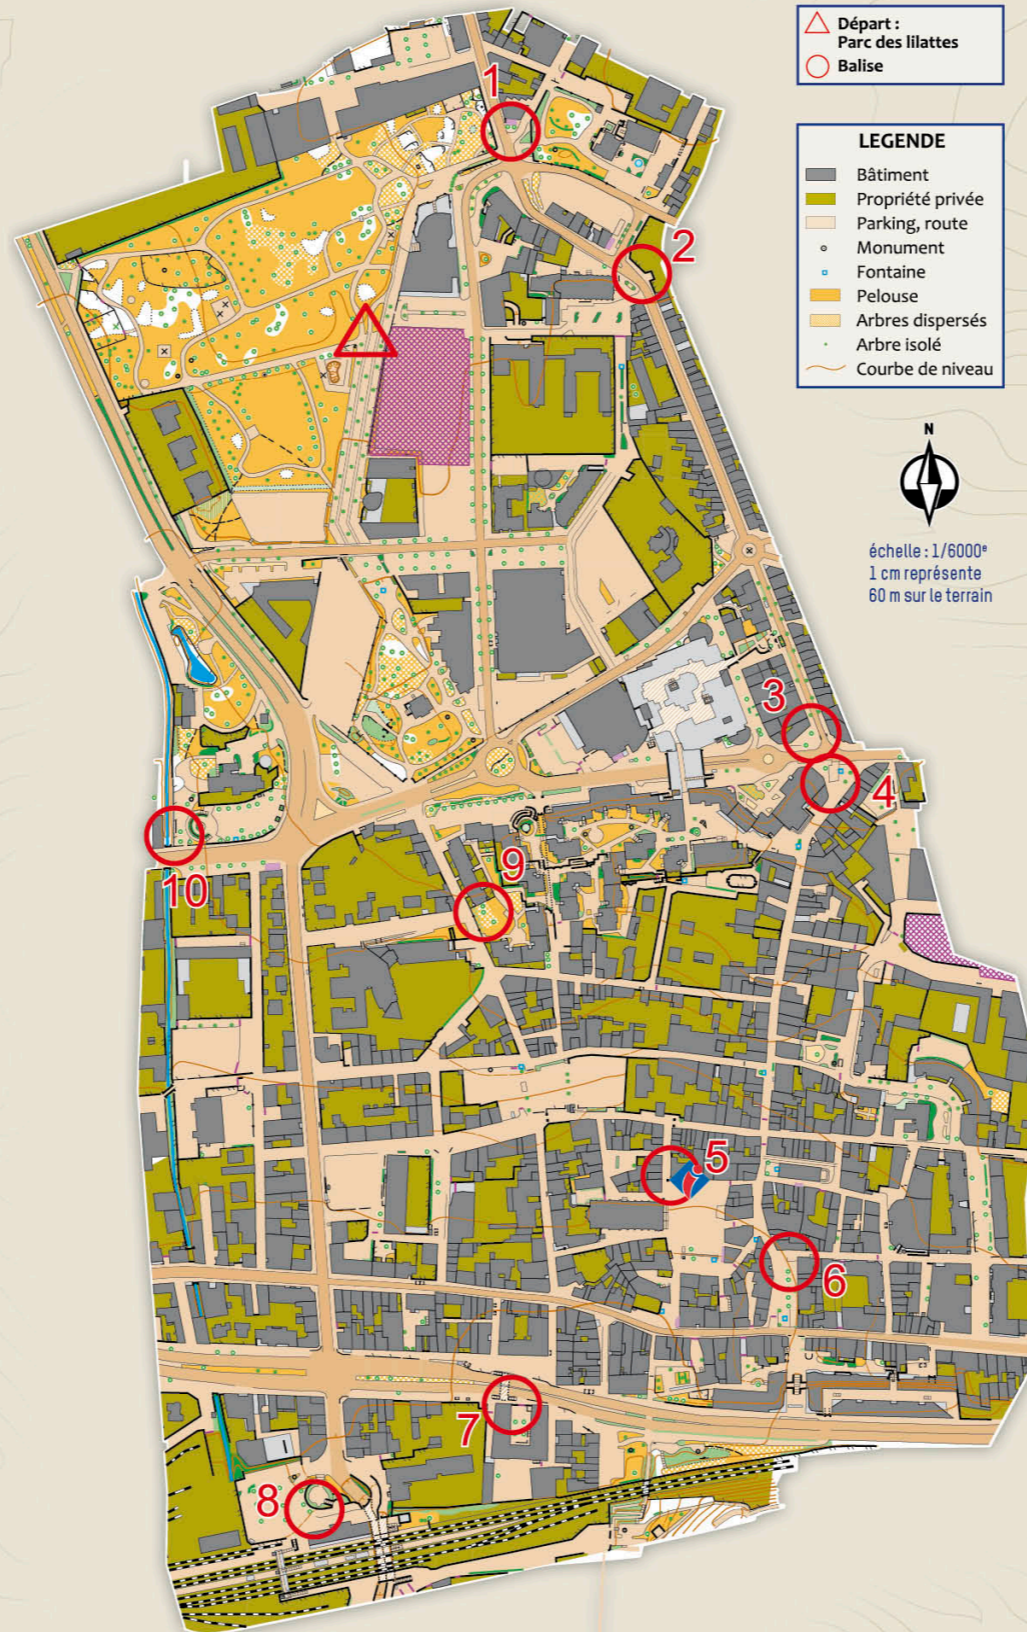 Départ :
Parc des lilattes
Balise
LEGENDE
Bâtiment
Propriété privée
Parking, route
Monument
Fontaine
Pelouse
Arbres dispersés
Arbre isolé
Courbe de niveau
N
échelle : 1/6000e
1 cm représente
60 m sur le terrain
1
2
3
4
9
10
5
6
7
8